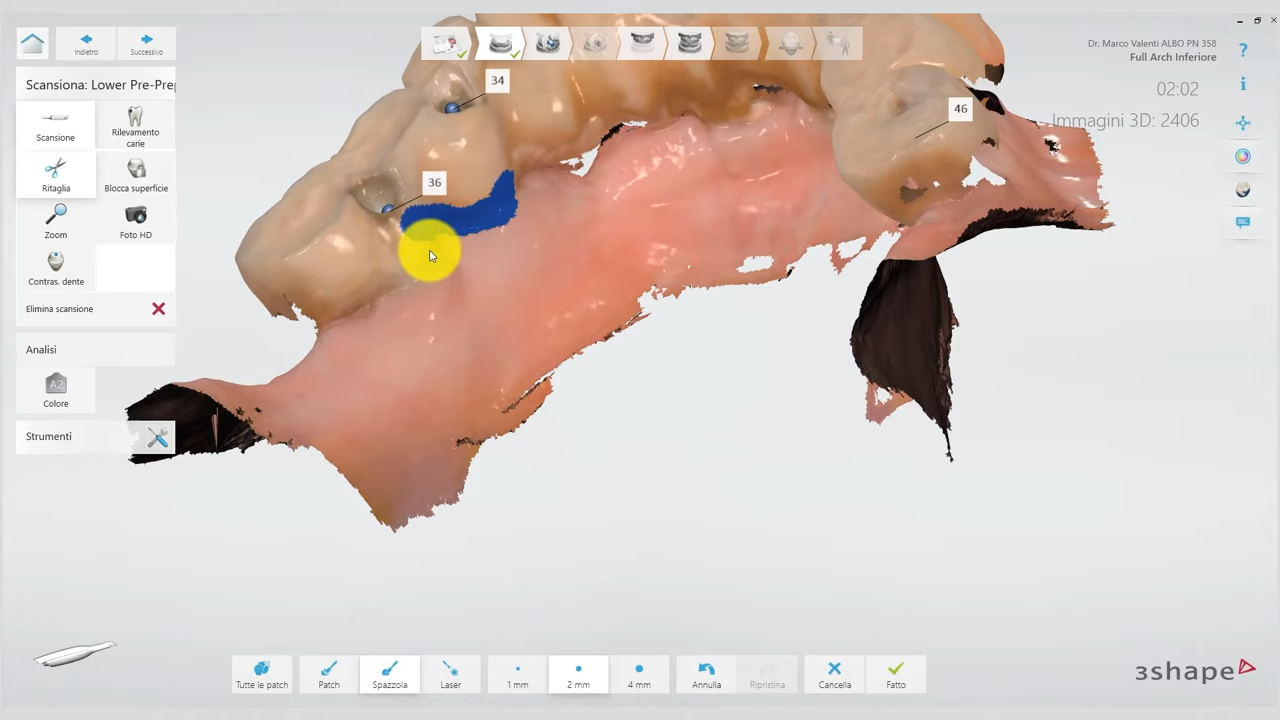 Indietro
Successivo
Scansiona: Lower Pre-Prep
Scansione
Rilevamento
carie
Ritaglia
Blocca superficie
Zoom
Foto HD
Contras. dente
Elimina scansione
Analisi
A2
Colore
Strumenti
34
36
46
Dr. Marco Valenti ALBO PN 358
Full Arch Inferiore
02:02
Immagini 3D: 2406
?
i
Tutte le patch
Patch
Spazzola
Laser
1 mm
2 mm
4 mm
Annulla
Ripristina
Cancella
Fatto
3shape